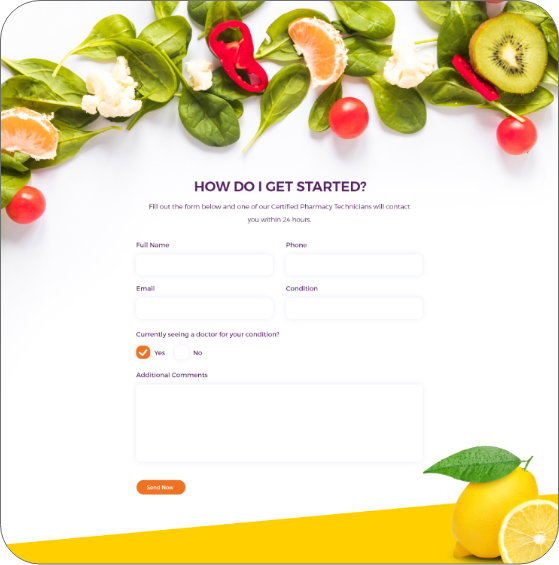 HOW DO I GET STARTED?
Fill out the form below and one of our Certified Pharmacy Technicians will contact
you within 24 hours.
Full Name
Phone
Email
Condition
Currently seeing a doctor for your condition?
Yes
No
Additional Comments
Send Now